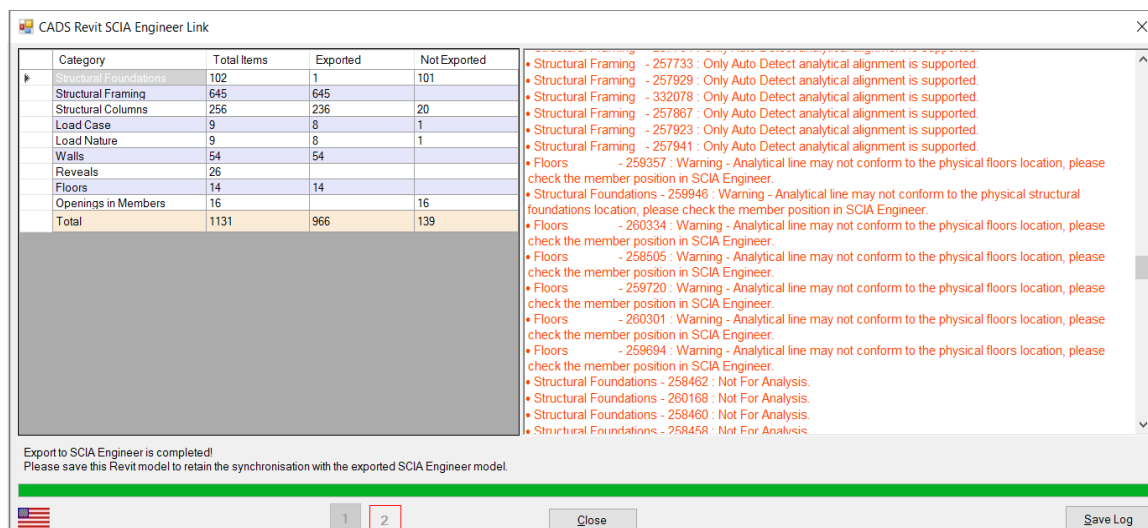 CADS Revit SCIA Engineer Link
Category Total Items Exported Not Exported
Structural Foundations 102 1 101
Structural Framing 645 645
Structural Columns 256 236 20
Load Case 9 8 1
Load Nature 9 8 1
Walls 54 54
Reveals 26
Floors 14 14
Openings in Members 16 16
Total 1131 966 139
• Structural Framing - 257733 : Only Auto Detect analytical alignment is supported.
• Structural Framing - 257929 : Only Auto Detect analytical alignment is supported.
• Structural Framing - 332078 : Only Auto Detect analytical alignment is supported.
• Structural Framing - 257867 : Only Auto Detect analytical alignment is supported.
• Structural Framing - 257923 : Only Auto Detect analytical alignment is supported.
• Structural Framing - 257941 : Only Auto Detect analytical alignment is supported.
• Floors - 259357 : Warning - Analytical line may not conform to the physical floors location, please
check the member position in SCIA Engineer.
• Structural Foundations - 259946 : Warning - Analytical line may not conform to the physical structural
foundations location, please check the member position in SCIA Engineer.
• Floors - 260334 : Warning - Analytical line may not conform to the physical floors location, please
check the member position in SCIA Engineer.
• Floors - 258505 : Warning - Analytical line may not conform to the physical floors location, please
check the member position in SCIA Engineer.
• Floors - 259720 : Warning - Analytical line may not conform to the physical floors location, please
check the member position in SCIA Engineer.
• Floors - 260301 : Warning - Analytical line may not conform to the physical floors location, please
check the member position in SCIA Engineer.
• Floors - 259694 : Warning - Analytical line may not conform to the physical floors location, please
check the member position in SCIA Engineer.
• Structural Foundations - 258462 : Not For Analysis.
• Structural Foundations - 260168 : Not For Analysis.
• Structural Foundations - 258460 : Not For Analysis.
• Structural Foundations - 258458 : Not For Analysis.
Export to SCIA Engineer is completed!
Please save this Revit model to retain the synchronisation with the exported SCIA Engineer model.
1 2 Close Save Log